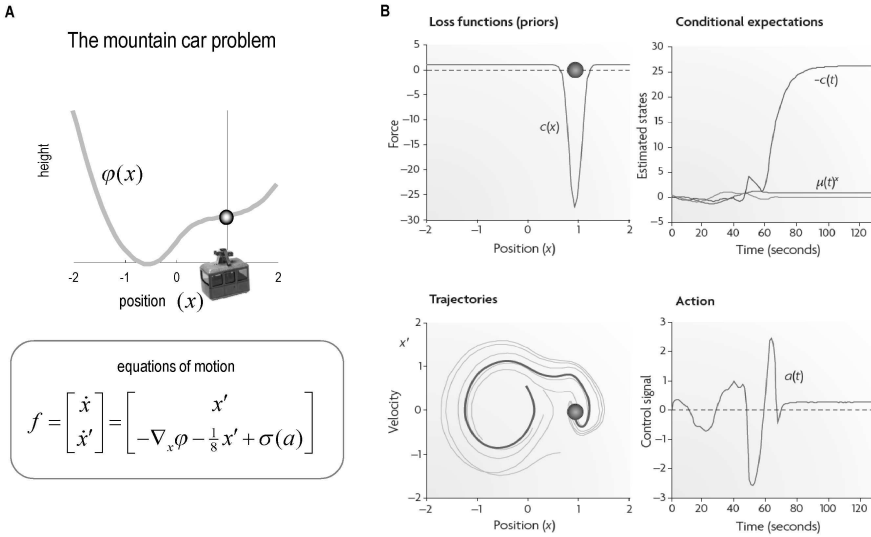 A
The mountain car problem
height
φ(x)
-2 -1 0 1 2
position (x)
equations of motion
f = [ẋ ẋ′] = [x′ −∇ₓφ − ⅛x′ + σ(a)]
B
Loss functions (priors)
Force
5
0
−5
−10
−15
−20
−25
−30
c(x)
−2 −1 0 1 2
Position (x)
Conditional expectations
Estimated states
30
25
20
15
10
5
0
−5
−c(t)
μ(t)ˣ
0 20 40 60 80 100 120
Time (seconds)
Trajectories
x′
Velocity
2
1
0
−1
−2
−2 −1 0 1 2
Position (x)
Action
Control signal
3
2
1
0
−1
−2
−3
a(t)
0 20 40 60 80 100 120
Time (seconds)